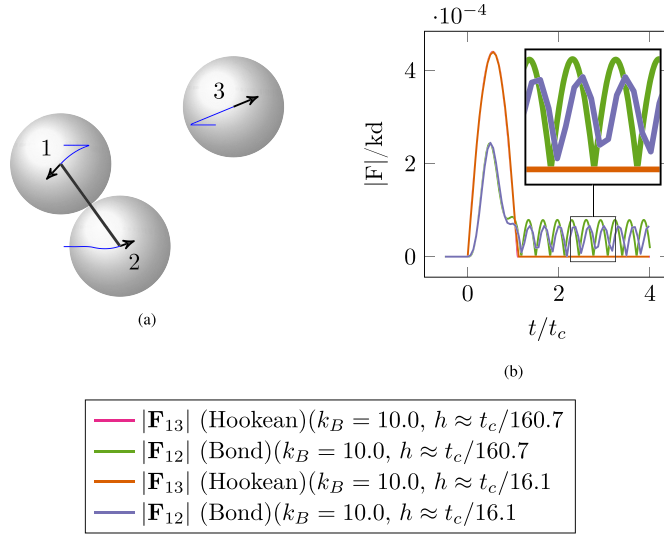 1
2
3
(a)
·10⁻⁴
|F|/kd
4
2
0
0
2
4
t/t_c
(b)
|F₁₃| (Hookean)(k_B = 10.0, h ≈ t_c/160.7
|F₁₂| (Bond)(k_B = 10.0, h ≈ t_c/160.7
|F₁₃| (Hookean)(k_B = 10.0, h ≈ t_c/16.1
|F₁₂| (Bond)(k_B = 10.0, h ≈ t_c/16.1